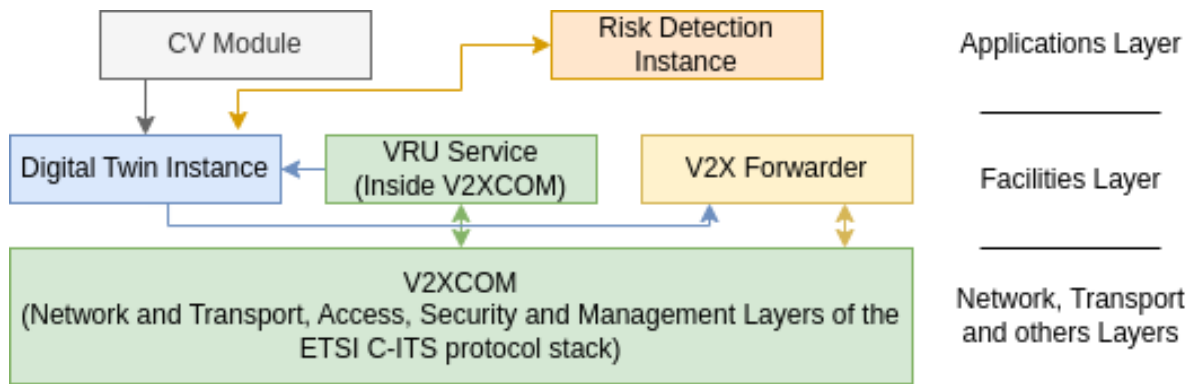 CV Module
Risk Detection
Instance
Applications Layer
Digital Twin Instance
VRU Service
(Inside V2XCOM)
V2X Forwarder
Facilities Layer
V2XCOM
(Network and Transport, Access, Security and Management Layers of the
ETSI C-ITS protocol stack)
Network, Transport
and others Layers